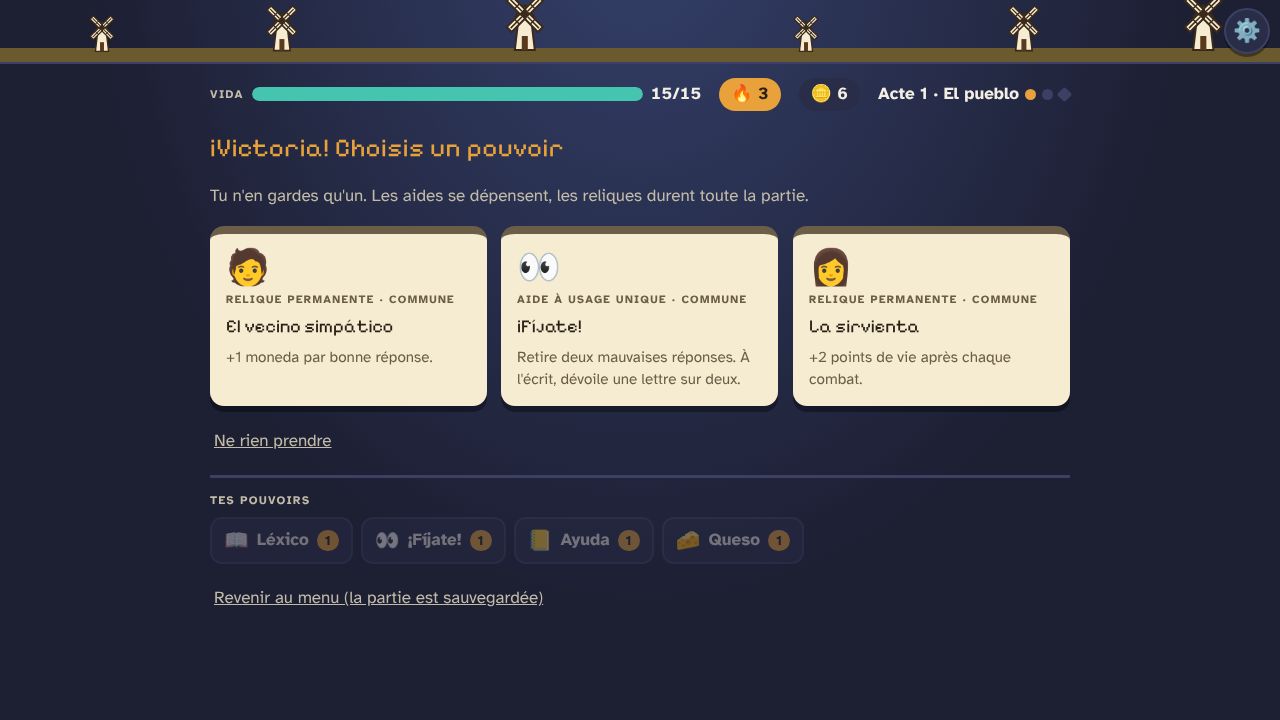 VIDA 15/15 3 6 Acte 1 · El pueblo
¡Victoria! Choisis un pouvoir
Tu n'en gardes qu'un. Les aides se dépensent, les reliques durent toute la partie.
RELIQUE PERMANENTE · COMMUNE
El vecino simpático
+1 moneda par bonne réponse.
AIDE À USAGE UNIQUE · COMMUNE
¡Fíjate!
Retire deux mauvaises réponses. À
l'écrit, dévoile une lettre sur deux.
RELIQUE PERMANENTE · COMMUNE
La sirvienta
+2 points de vie après chaque
combat.
Ne rien prendre
TES POUVOIRS
Léxico 1 ¡Fíjate! 1 Ayuda 1 Queso 1
Revenir au menu (la partie est sauvegardée)